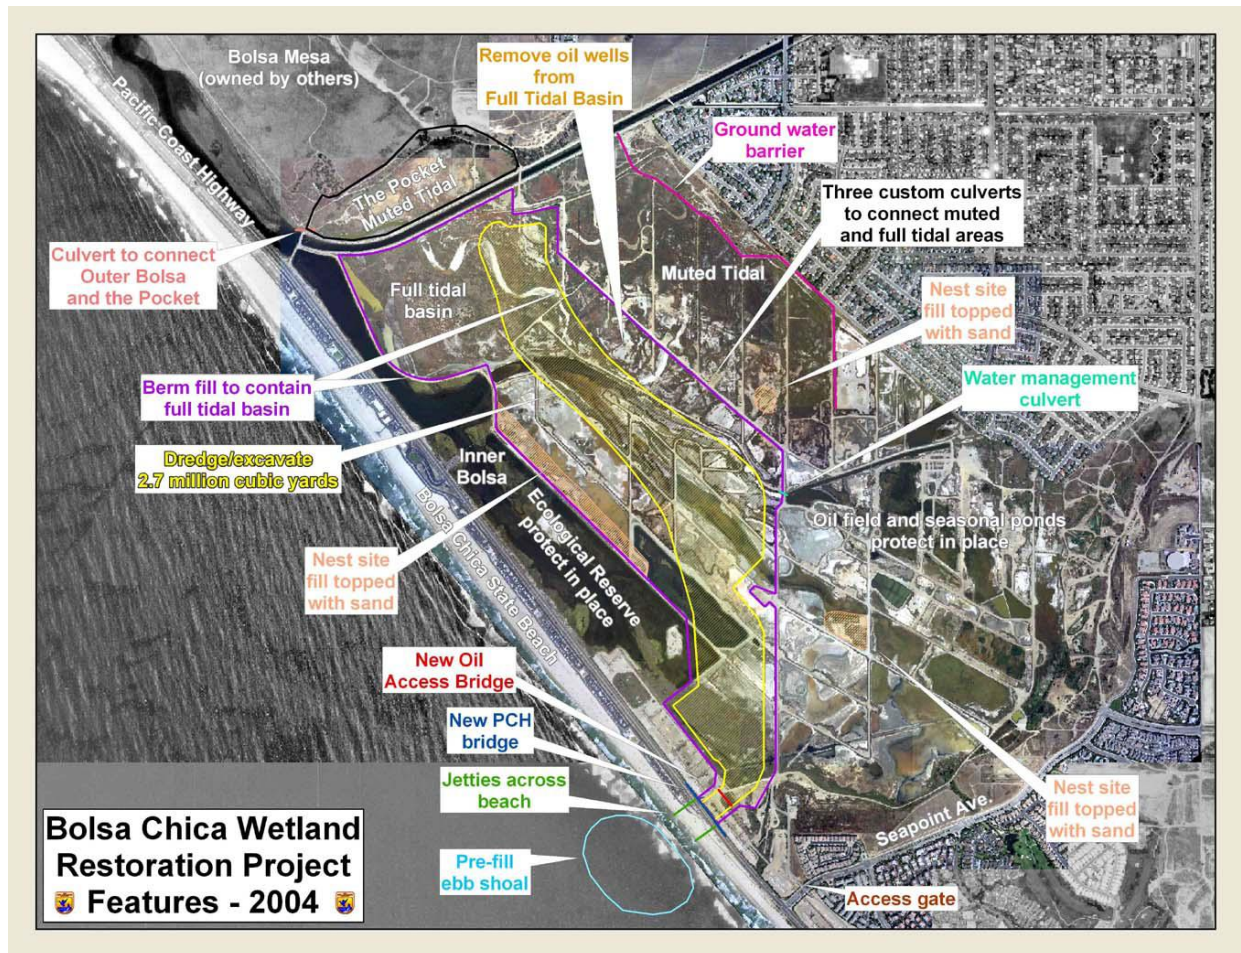 Bolsa Mesa
(owned by others)
Remove oil wells
from
Full Tidal Basin
Pacific Coast Highway
Ground water
barrier
The Pocket
Muted Tidal
Three custom culverts
to connect muted
and full tidal areas
Culvert to connect
Outer Bolsa
and the Pocket
Full tidal
basin
Muted Tidal
Nest site
fill topped
with sand
Berm fill to contain
full tidal basin
Water management
culvert
Dredge/excavate
2.7 million cubic yards
Inner
Bolsa
Ecological Reserve
protect in place
Oil field and seasonal ponds
protect in place
Bolsa Chica State Beach
Nest site
fill topped
with sand
New Oil
Access Bridge
New PCH
bridge
Jetties across
beach
Nest site
fill topped
with sand
Seapoint Ave.
Pre-fill
ebb shoal
Access gate
Bolsa Chica Wetland
Restoration Project
Features - 2004